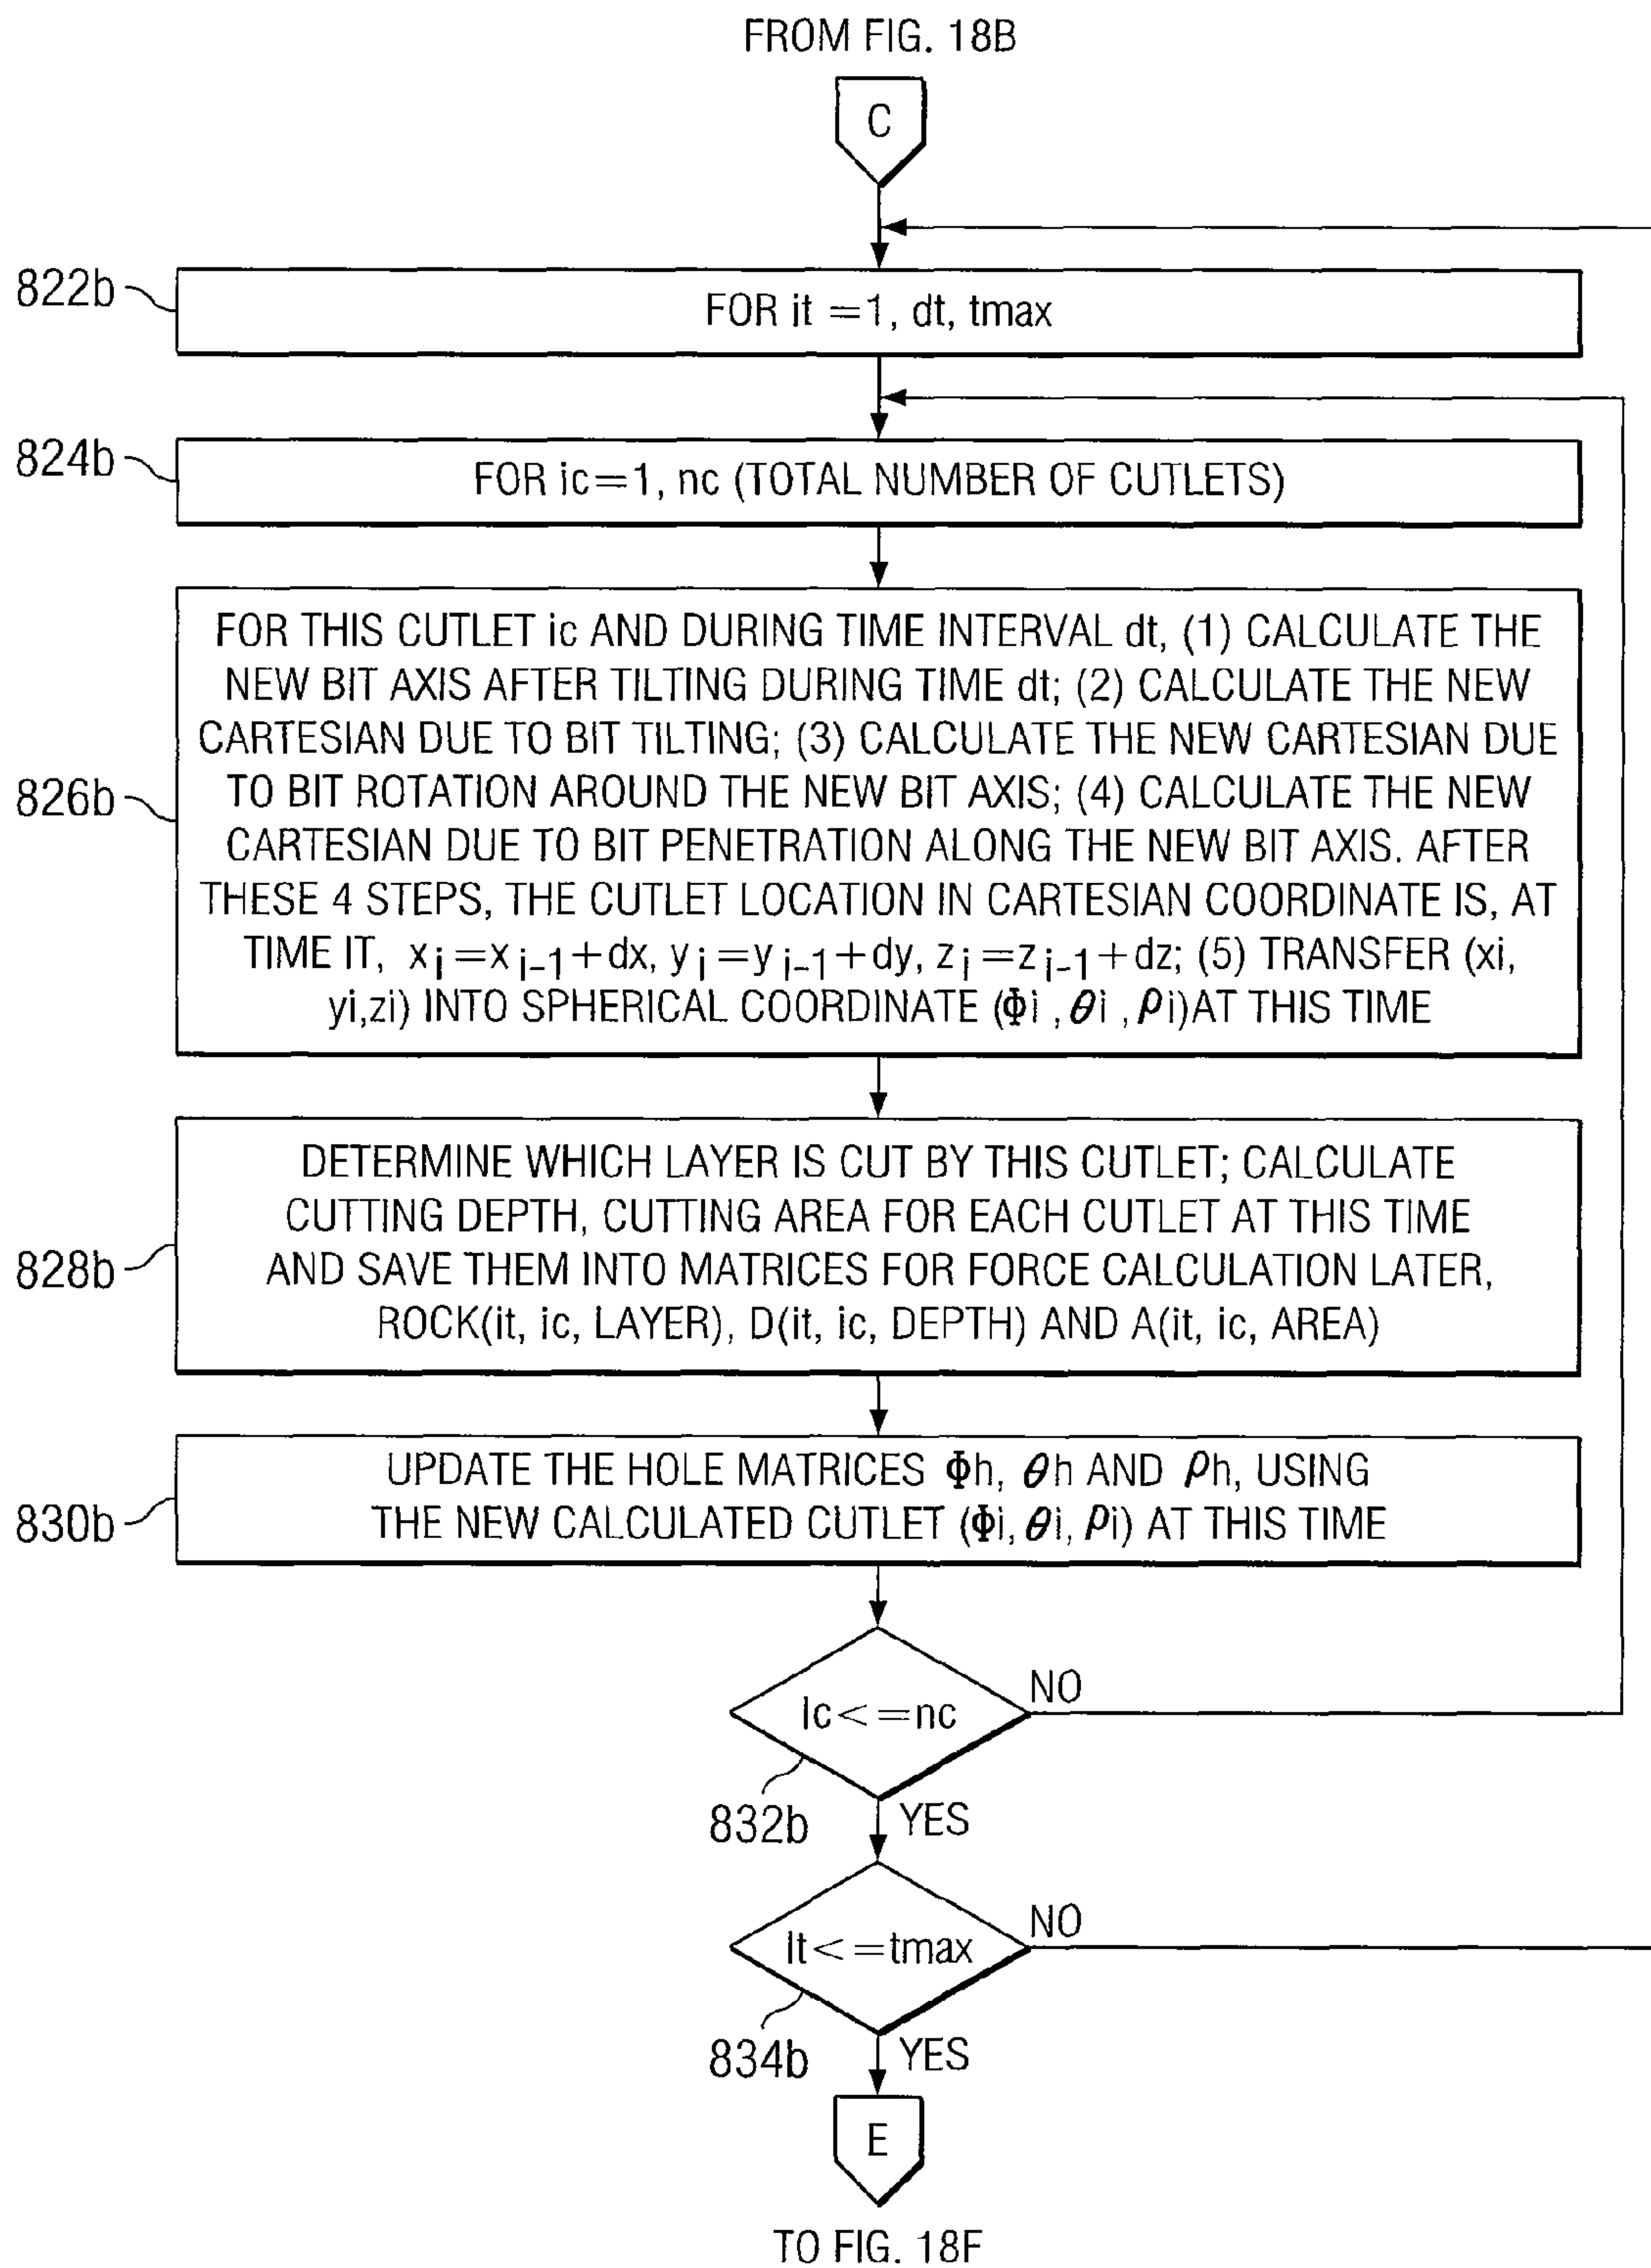 FROM FIG. 18B
C
822b
FOR it =1, dt, tmax
824b
FOR ic=1, nc (TOTAL NUMBER OF CUTLETS)
826b
FOR THIS CUTLET ic AND DURING TIME INTERVAL dt, (1) CALCULATE THE
NEW BIT AXIS AFTER TILTING DURING TIME dt; (2) CALCULATE THE NEW
CARTESIAN DUE TO BIT TILTING; (3) CALCULATE THE NEW CARTESIAN DUE
TO BIT ROTATION AROUND THE NEW BIT AXIS; (4) CALCULATE THE NEW
CARTESIAN DUE TO BIT PENETRATION ALONG THE NEW BIT AXIS. AFTER
THESE 4 STEPS, THE CUTLET LOCATION IN CARTESIAN COORDINATE IS, AT
TIME IT, x i =x i-1 +dx, y i =y i-1 +dy, z i =z i-1 +dz; (5) TRANSFER (xi,
yi,zi) INTO SPHERICAL COORDINATE (Φi ,θi ,ρi)AT THIS TIME
828b
DETERMINE WHICH LAYER IS CUT BY THIS CUTLET; CALCULATE
CUTTING DEPTH, CUTTING AREA FOR EACH CUTLET AT THIS TIME
AND SAVE THEM INTO MATRICES FOR FORCE CALCULATION LATER,
ROCK(it, ic, LAYER), D(it, ic, DEPTH) AND A(it, ic, AREA)
830b
UPDATE THE HOLE MATRICES Φh, θh AND ρh, USING
THE NEW CALCULATED CUTLET (Φi, θi, ρi) AT THIS TIME
Ic<=nc
NO
832b
YES
It<=tmax
NO
834b
YES
E
TO FIG. 18F